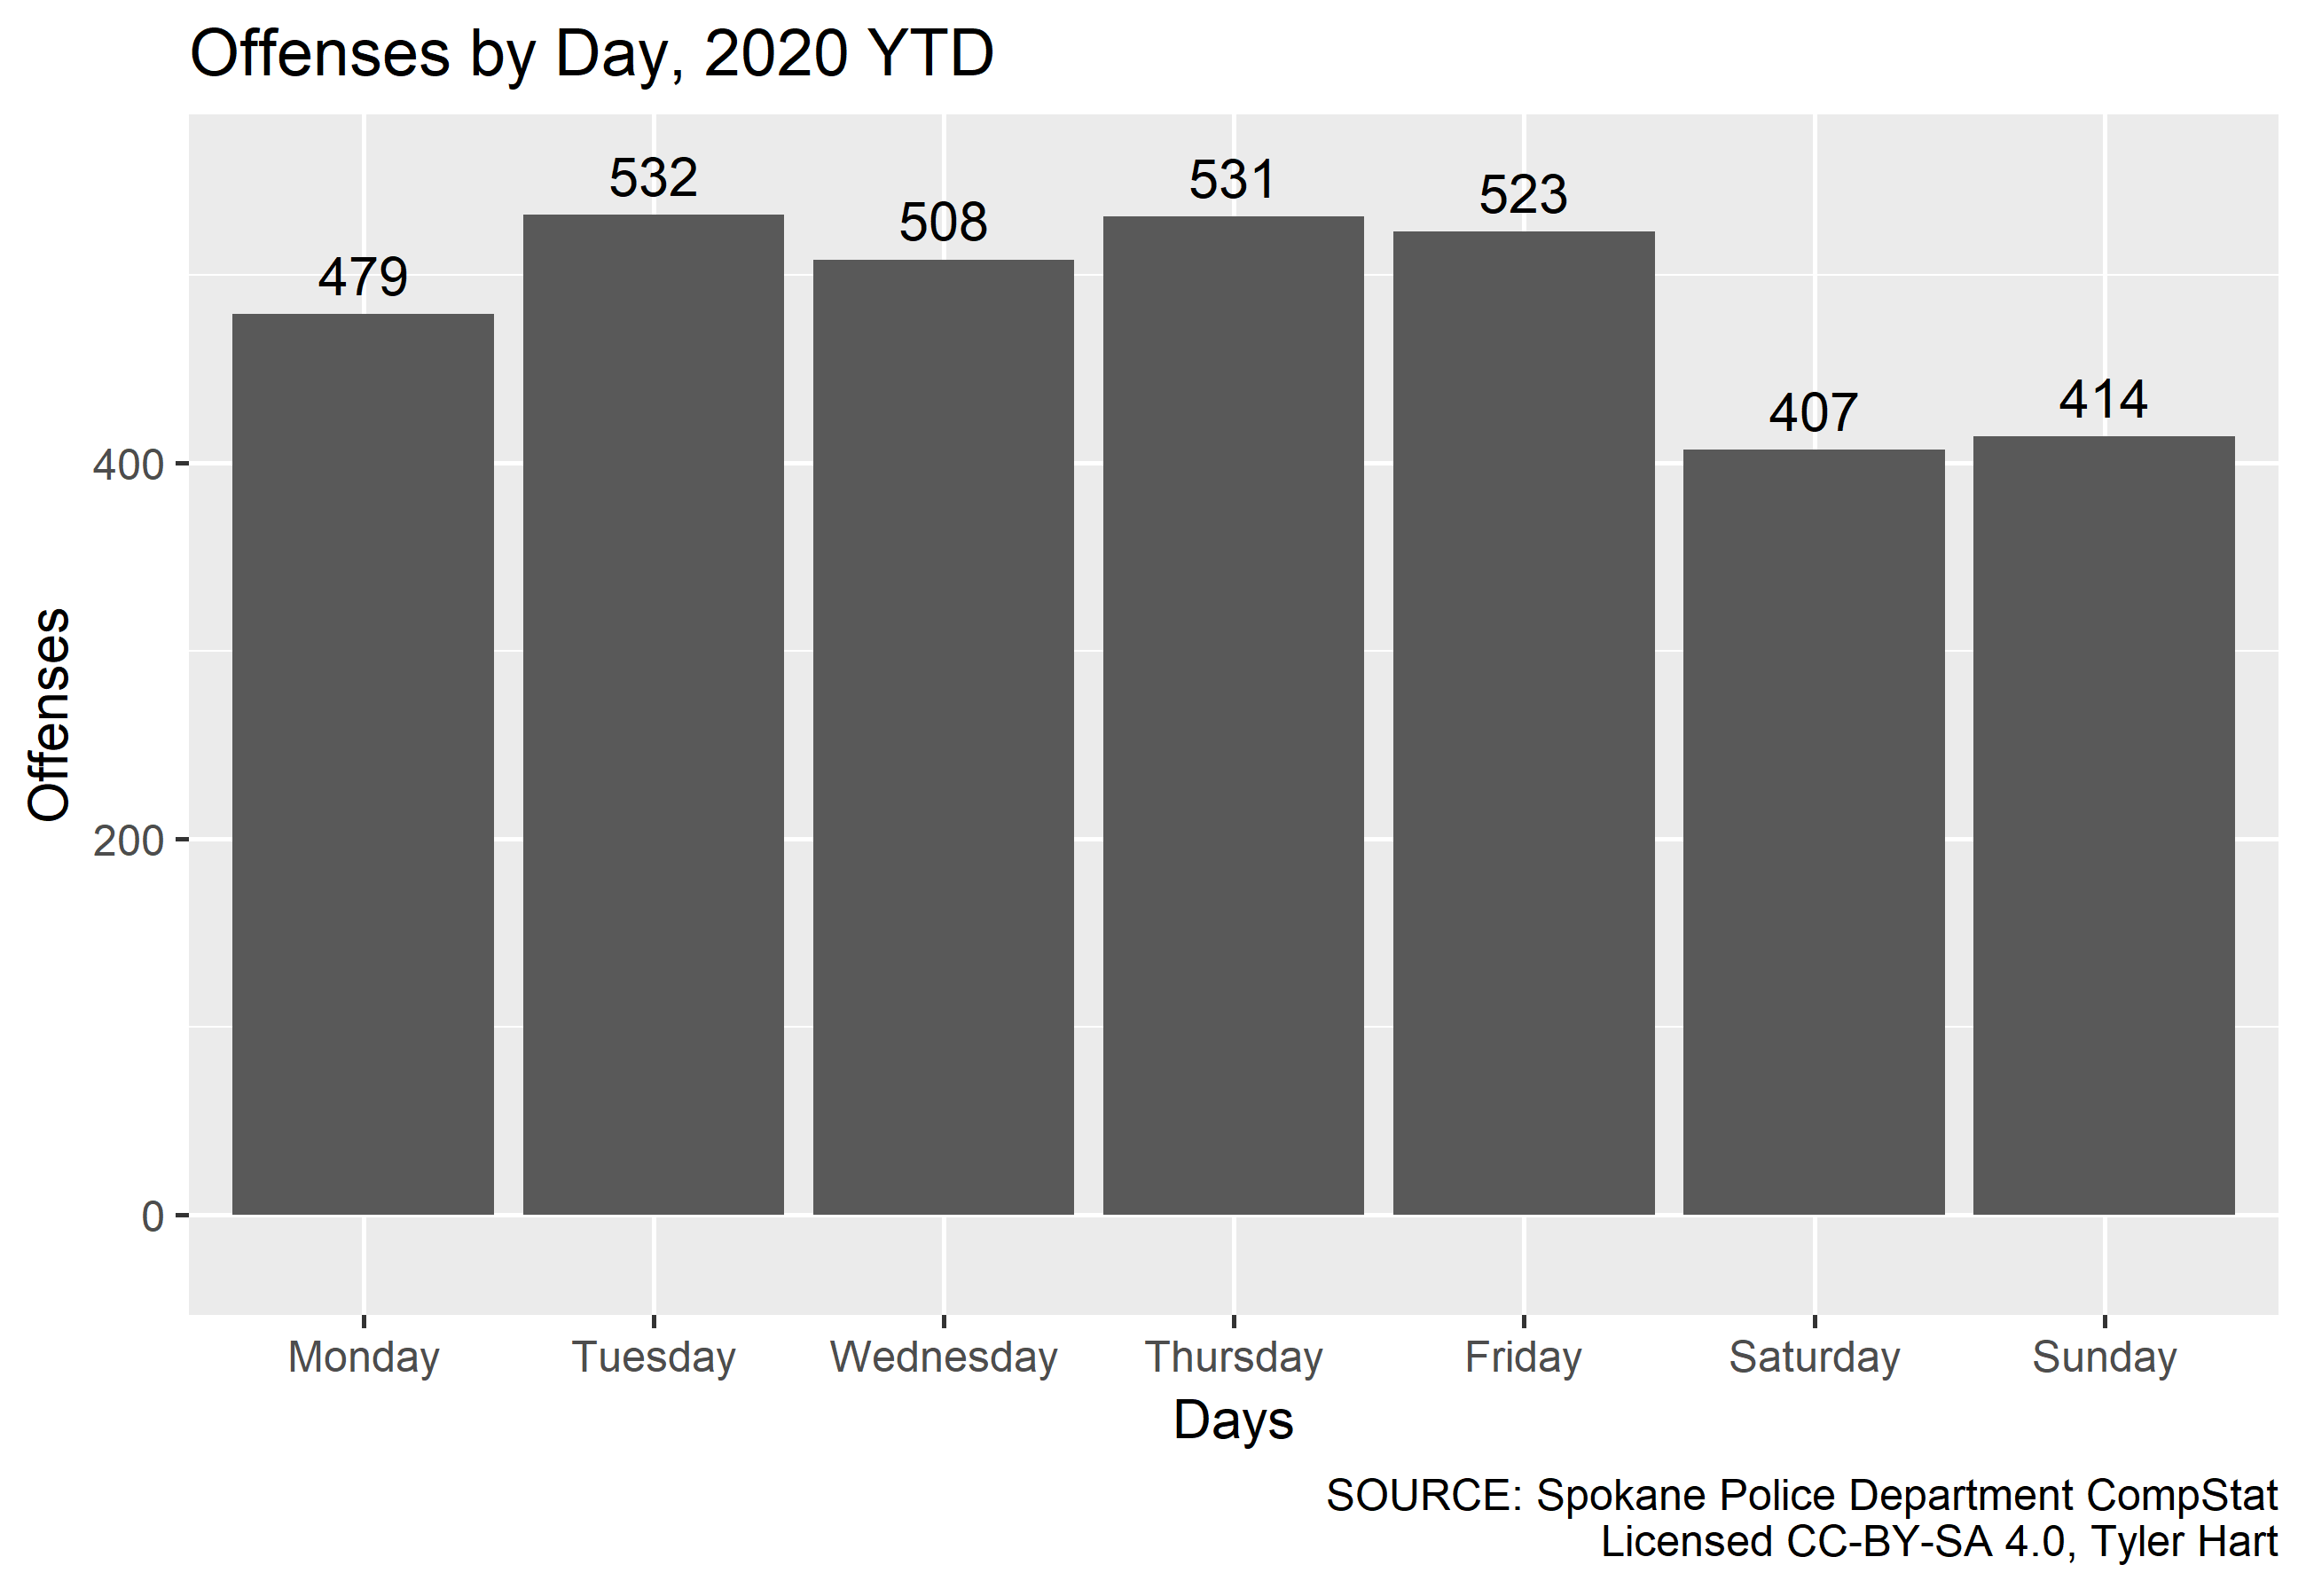 Offenses by Day, 2020 YTD
532
531
523
508
479
414
407
400
200
0
Offenses
Monday Tuesday Wednesday Thursday Friday Saturday Sunday
Days
SOURCE: Spokane Police Department CompStat
Licensed CC-BY-SA 4.0, Tyler Hart